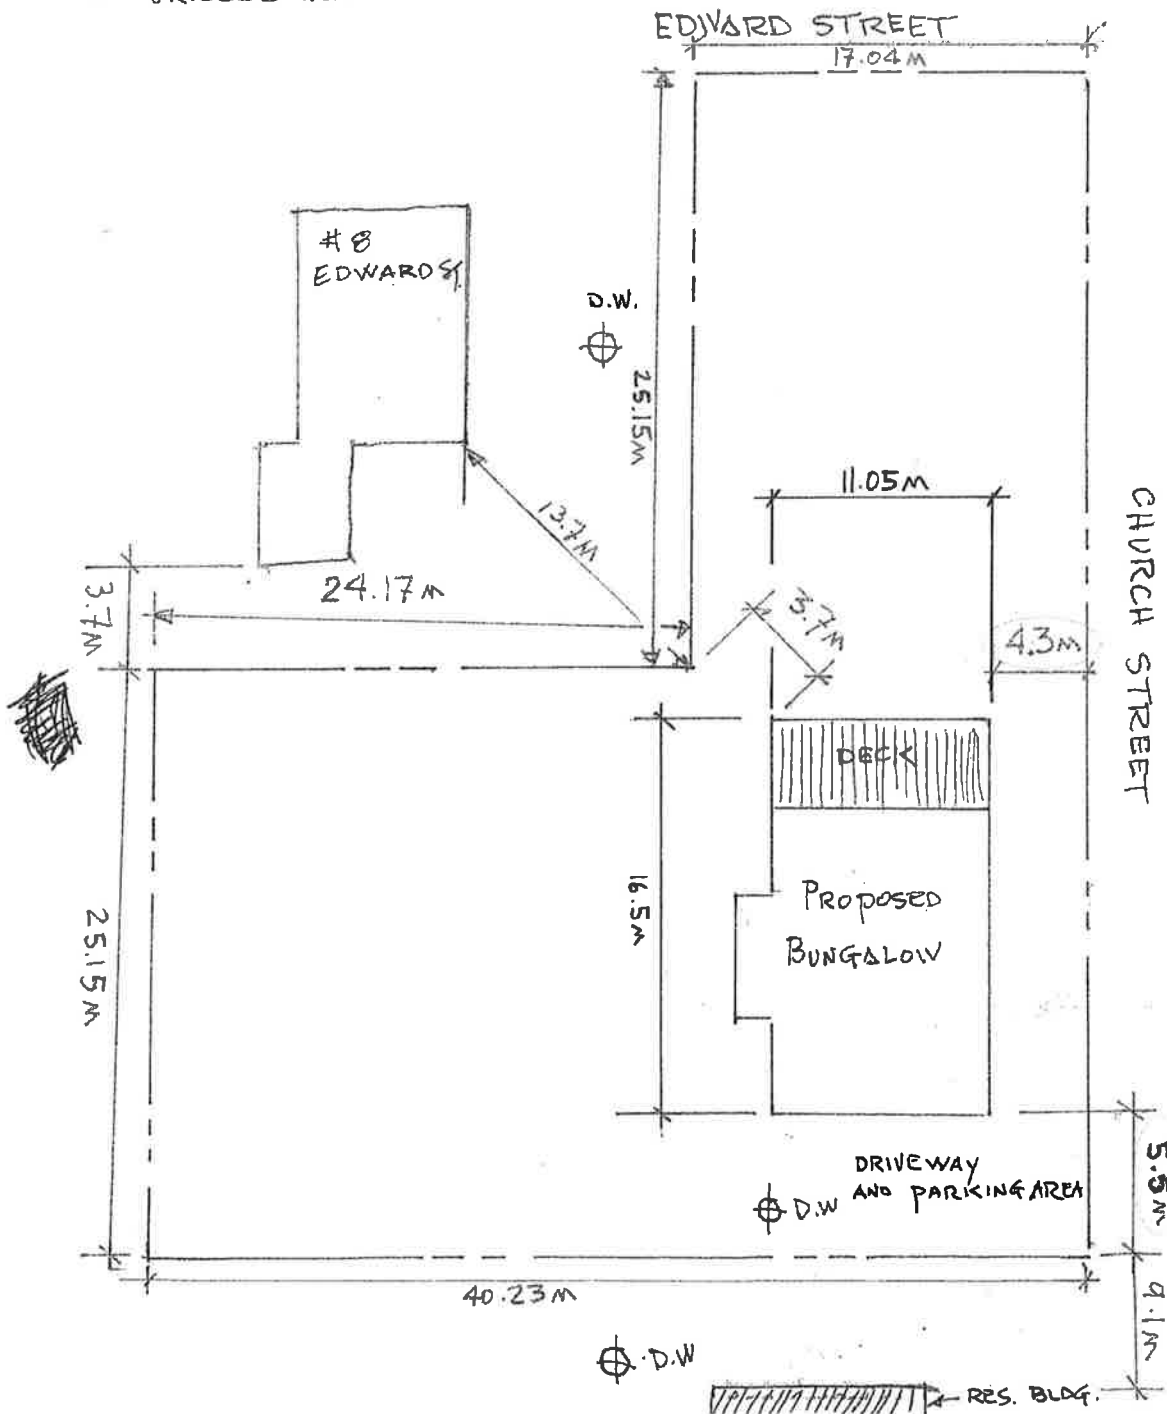 EDWARD STREET
17.04M
# 8
EDWARD ST.
D.W.
25.15M
11.05M
CHURCH STREET
13.7M
3.7M
24.17M
3.7M
4.3M
DECK
16.5M
PROPOSED
BUNGALOW
25.15M
DRIVEWAY
AND PARKING AREA
D.W
5.5M
40.23M
9.1M
D.W
RES. BLDG.